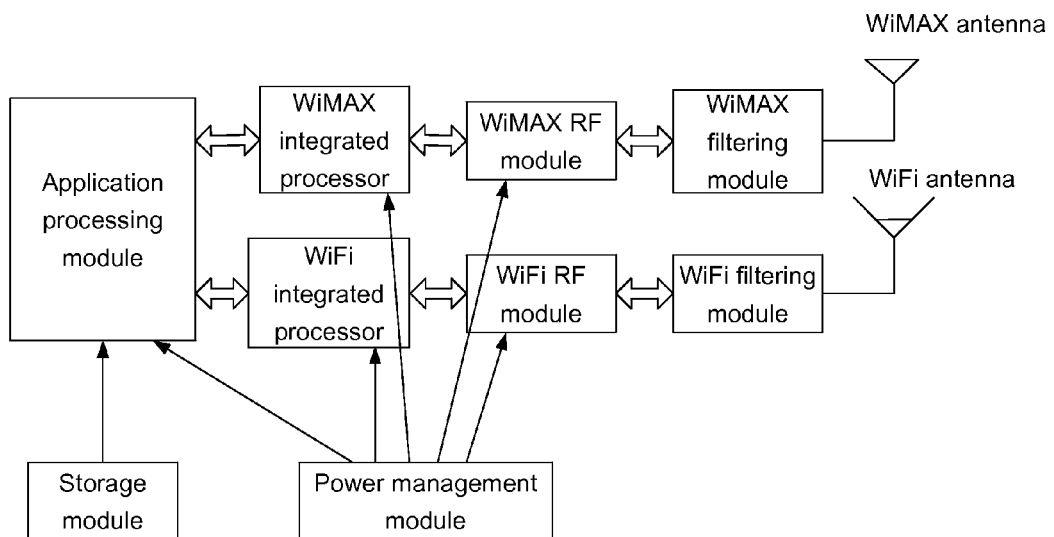 WiMAX antenna
WiMAX
integrated
processor
WiMAX RF
module
WiMAX
filtering
module
Application
processing
module
WiFi antenna
WiFi
integrated
processor
WiFi RF
module
WiFi filtering
module
Storage
module
Power management
module